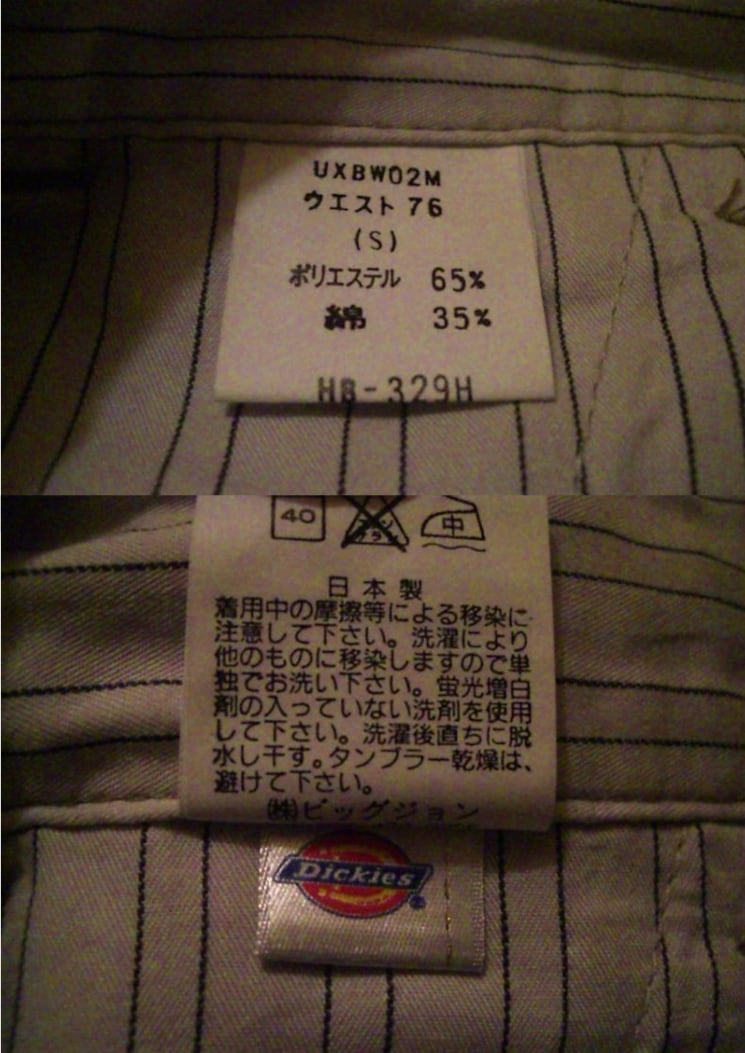 UXBW02M
ウエスト 76
(S)
ポリエステル 65%
綿 35%
HB-329H
40
エンソ
サラシ
中
日本製
着用中の摩擦等による移染に
注意して下さい。洗濯により
他のものに移染しますので単
独でお洗い下さい。蛍光増白
剤の入っていない洗剤を使用
して下さい。洗濯後直ちに脱
水し干す。タンブラー乾燥は、
避けて下さい。
㈱ビッグジョン
Dickies®